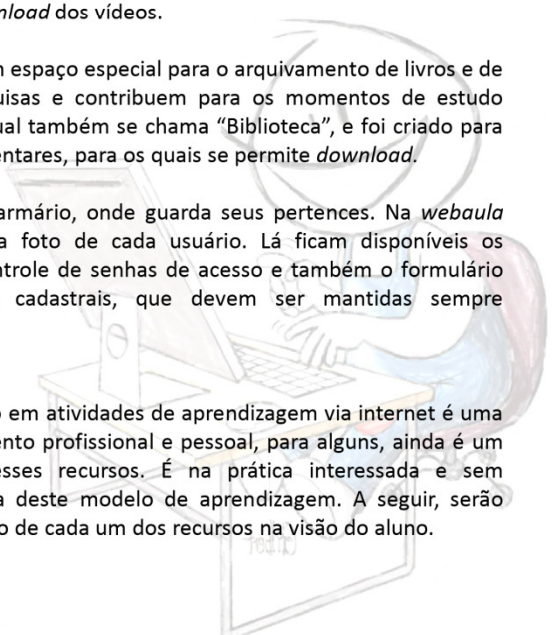 nload dos vídeos.
n espaço especial para o arquivamento de livros e de
uisas e contribuem para os momentos de estudo
ual também se chama “Biblioteca”, e foi criado para
entares, para os quais se permite download.
armário, onde guarda seus pertences. Na webaula
a foto de cada usuário. Lá ficam disponíveis os
ntrole de senhas de acesso e também o formulário
cadastrais, que devem ser mantidas sempre
o em atividades de aprendizagem via internet é uma
ento profissional e pessoal, para alguns, ainda é um
esses recursos. É na prática interessada e sem
a deste modelo de aprendizagem. A seguir, serão
o de cada um dos recursos na visão do aluno.